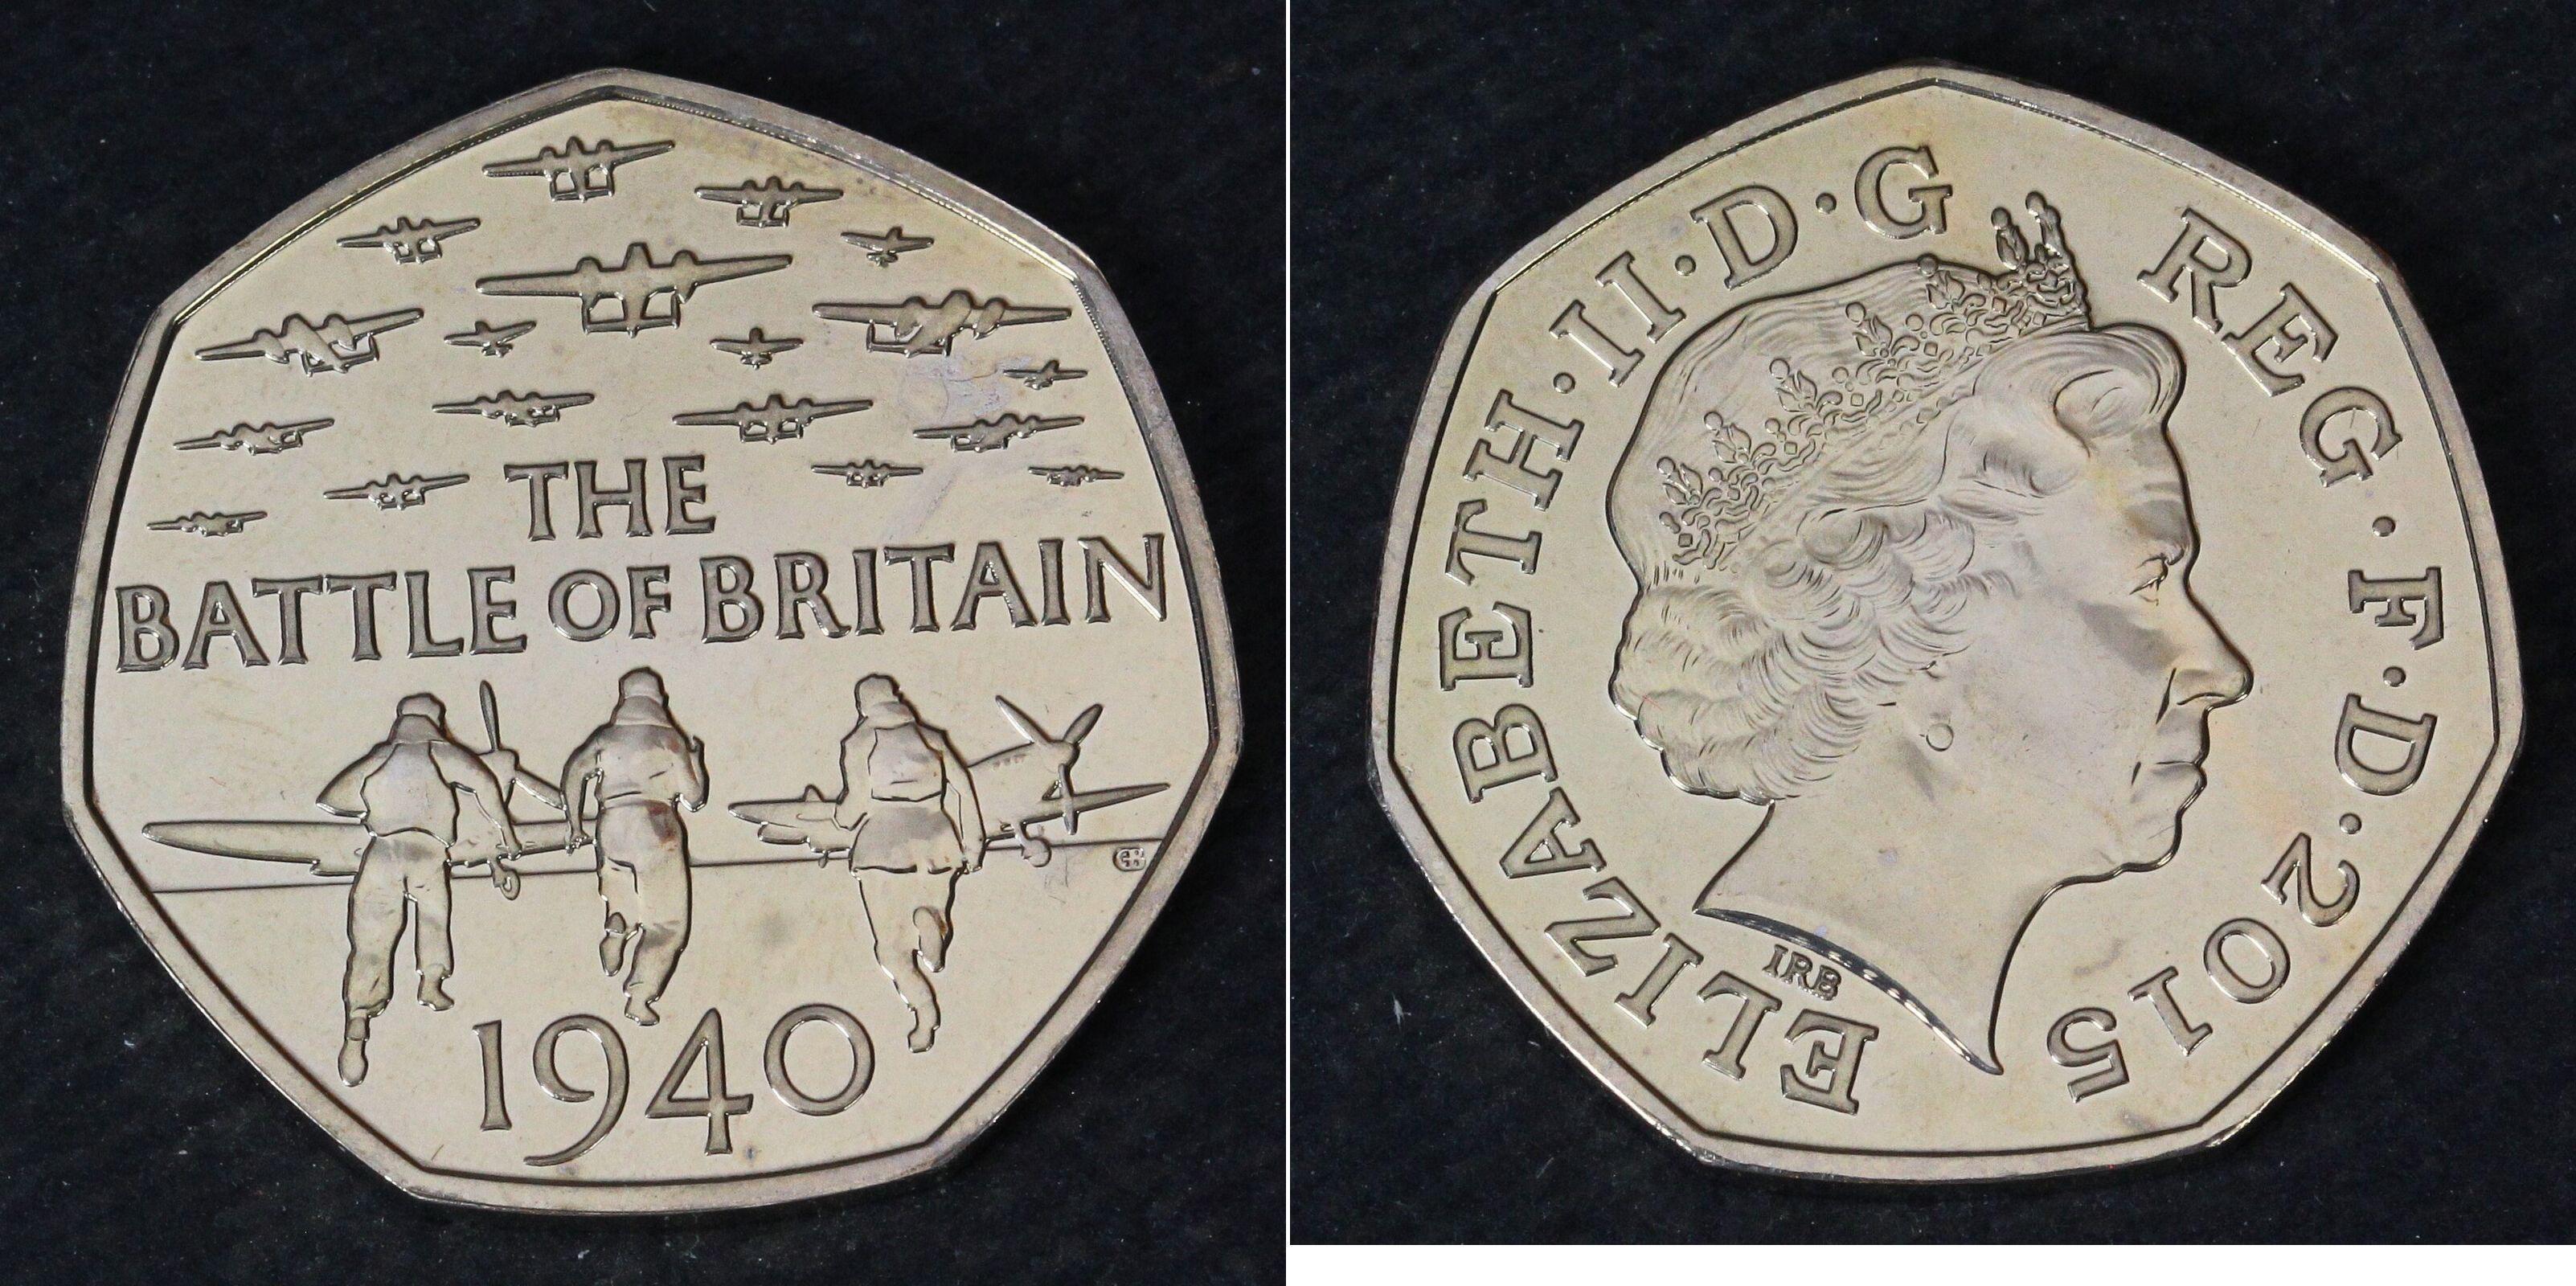 THE
BATTLE OF BRITAIN
1940
ELIZABETH·II·D·G REG·F·D·2015
IRB